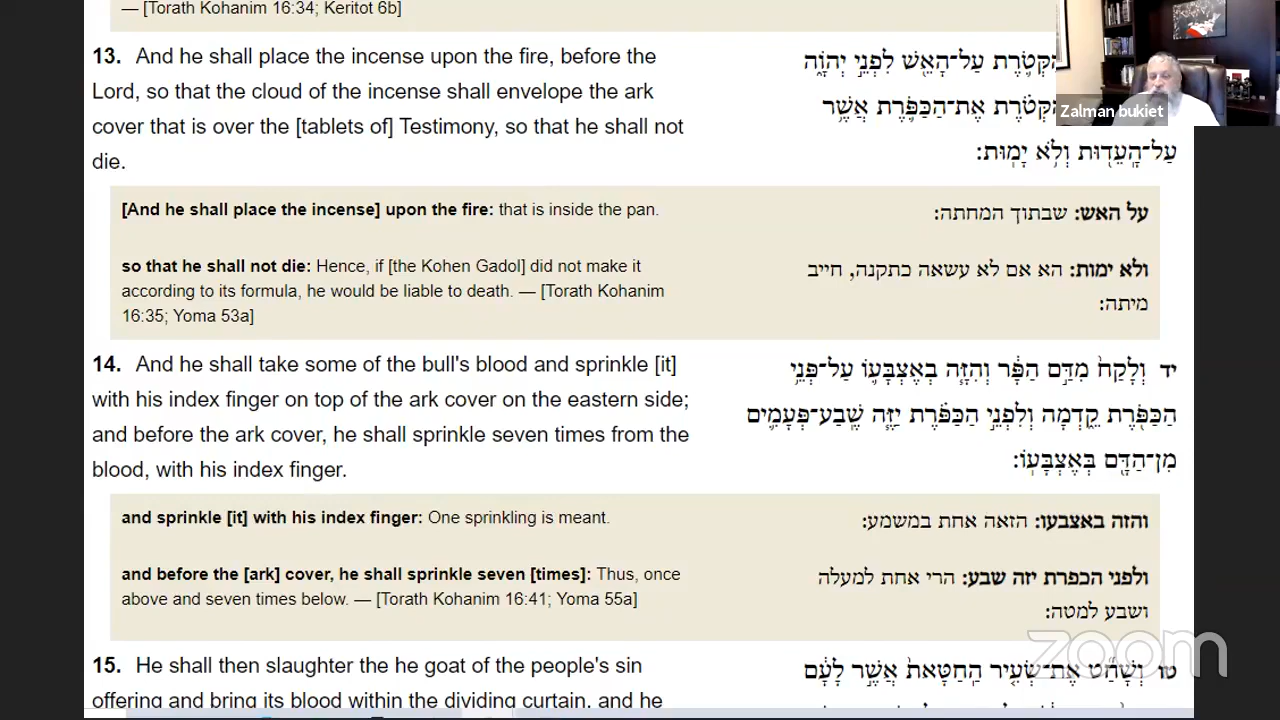 — [Torath Kohanim 16:34; Keritot 6b]
13. And he shall place the incense upon the fire, before the
Lord, so that the cloud of the incense shall envelope the ark
cover that is over the [tablets of] Testimony, so that he shall not
die.
הַקְּטֹ֛רֶת עַל־הָאֵ֖שׁ לִפְנֵ֣י יְהֹוָ֑ה
הַקְּטֹ֗רֶת אֶת־הַכַּפֹּ֛רֶת אֲשֶׁ֥ר
עַל־הָעֵד֖וּת וְלֹ֥א יָמֽוּת:
Zalman bukiet
[And he shall place the incense] upon the fire: that is inside the pan.
על האש: שבתוך המחתה:
so that he shall not die: Hence, if [the Kohen Gadol] did not make it
according to its formula, he would be liable to death. — [Torath Kohanim
16:35; Yoma 53a]
ולא ימות: הא אם לא עשאה כתקנה, חייב
מיתה:
14. And he shall take some of the bull's blood and sprinkle [it]
with his index finger on top of the ark cover on the eastern side;
and before the ark cover, he shall sprinkle seven times from the
blood, with his index finger.
יד וְלָקַח֙ מִדַּ֣ם הַפָּ֔ר וְהִזָּ֧ה בְאֶצְבָּע֛וֹ עַל־פְּנֵ֥י
הַכַּפֹּ֖רֶת קֵ֑דְמָה וְלִפְנֵ֣י הַכַּפֹּ֗רֶת יַזֶּ֧ה שֶֽׁבַע־פְּעָמִ֛ים
מִן־הַדָּ֖ם בְּאֶצְבָּעֽוֹ:
and sprinkle [it] with his index finger: One sprinkling is meant.
והזה באצבעו: הזאה אחת במשמע:
and before the [ark] cover, he shall sprinkle seven [times]: Thus, once
above and seven times below. — [Torath Kohanim 16:41; Yoma 55a]
ולפני הכפרת יזה שבע: הרי אחת למעלה
ושבע למטה:
15. He shall then slaughter the he goat of the people's sin
offering and bring its blood within the dividing curtain, and he
טו וְשָׁחַ֞ט אֶת־שְׂעִ֤יר הַֽחַטָּאת֙ אֲשֶׁ֣ר לָעָ֔ם
zoom